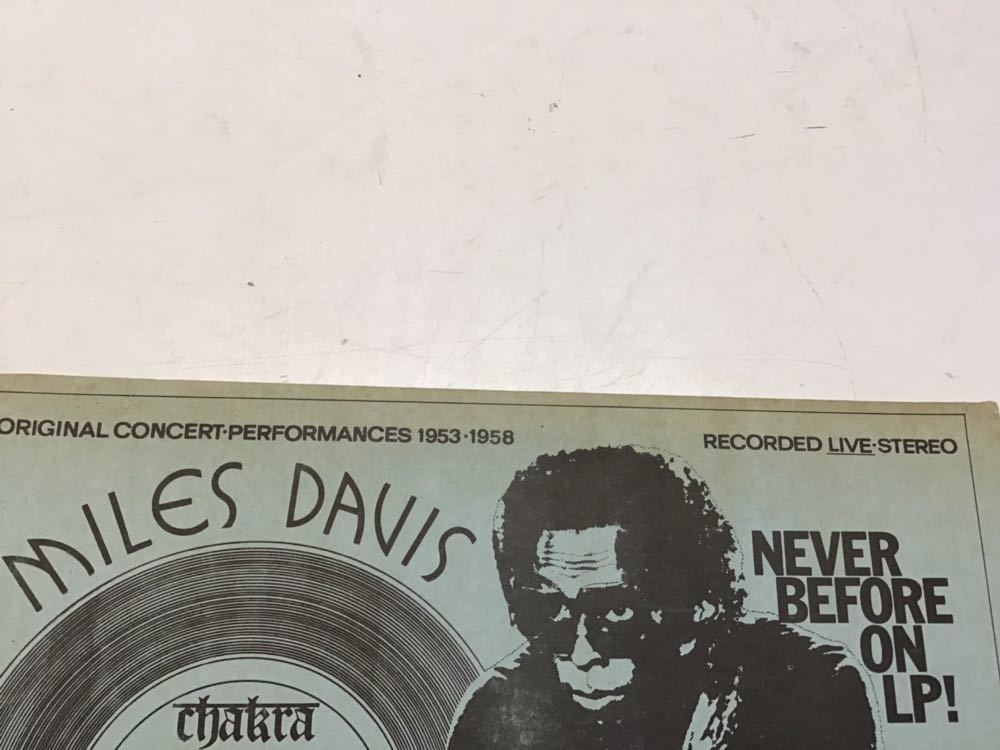 ORIGINAL CONCERT·PERFORMANCES 1953·1958
RECORDED LIVE·STEREO
MILES DAVIS
NEVER
BEFORE
ON
LP!
chakra